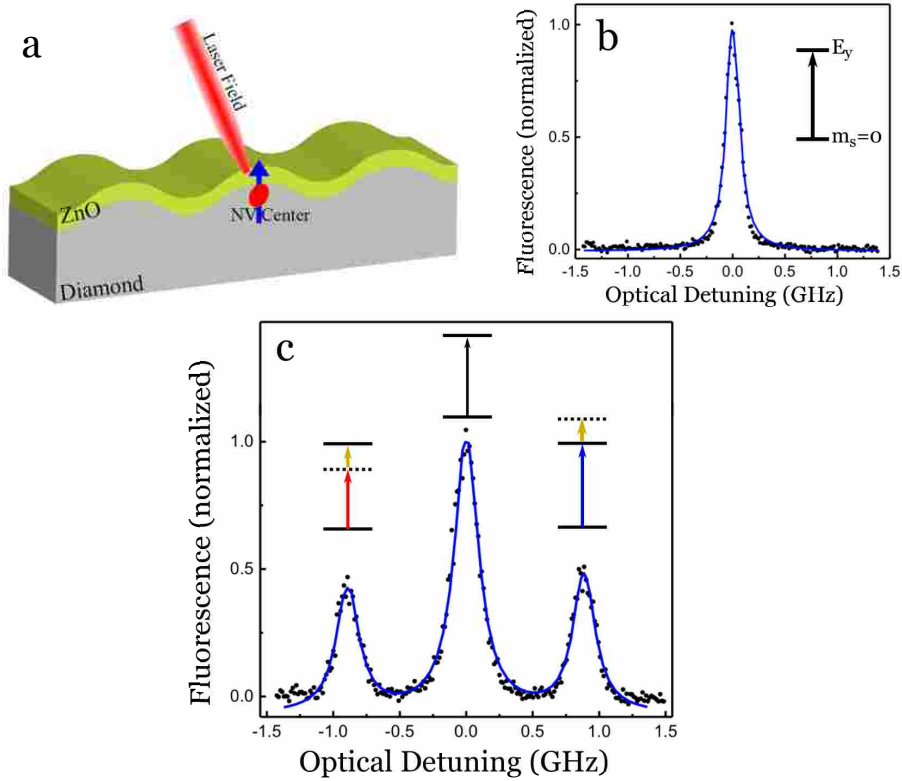 a
Laser Field
ZnO
NV Center
Diamond
b
Fluorescence (normalized)
1.0
0.5
0.0
E_y
m_s=0
-1.5 -1.0 -0.5 0.0 0.5 1.0 1.5
Optical Detuning (GHz)
c
Fluorescence (normalized)
1.0
0.5
0.0
-1.5 -1.0 -0.5 0.0 0.5 1.0 1.5
Optical Detuning (GHz)